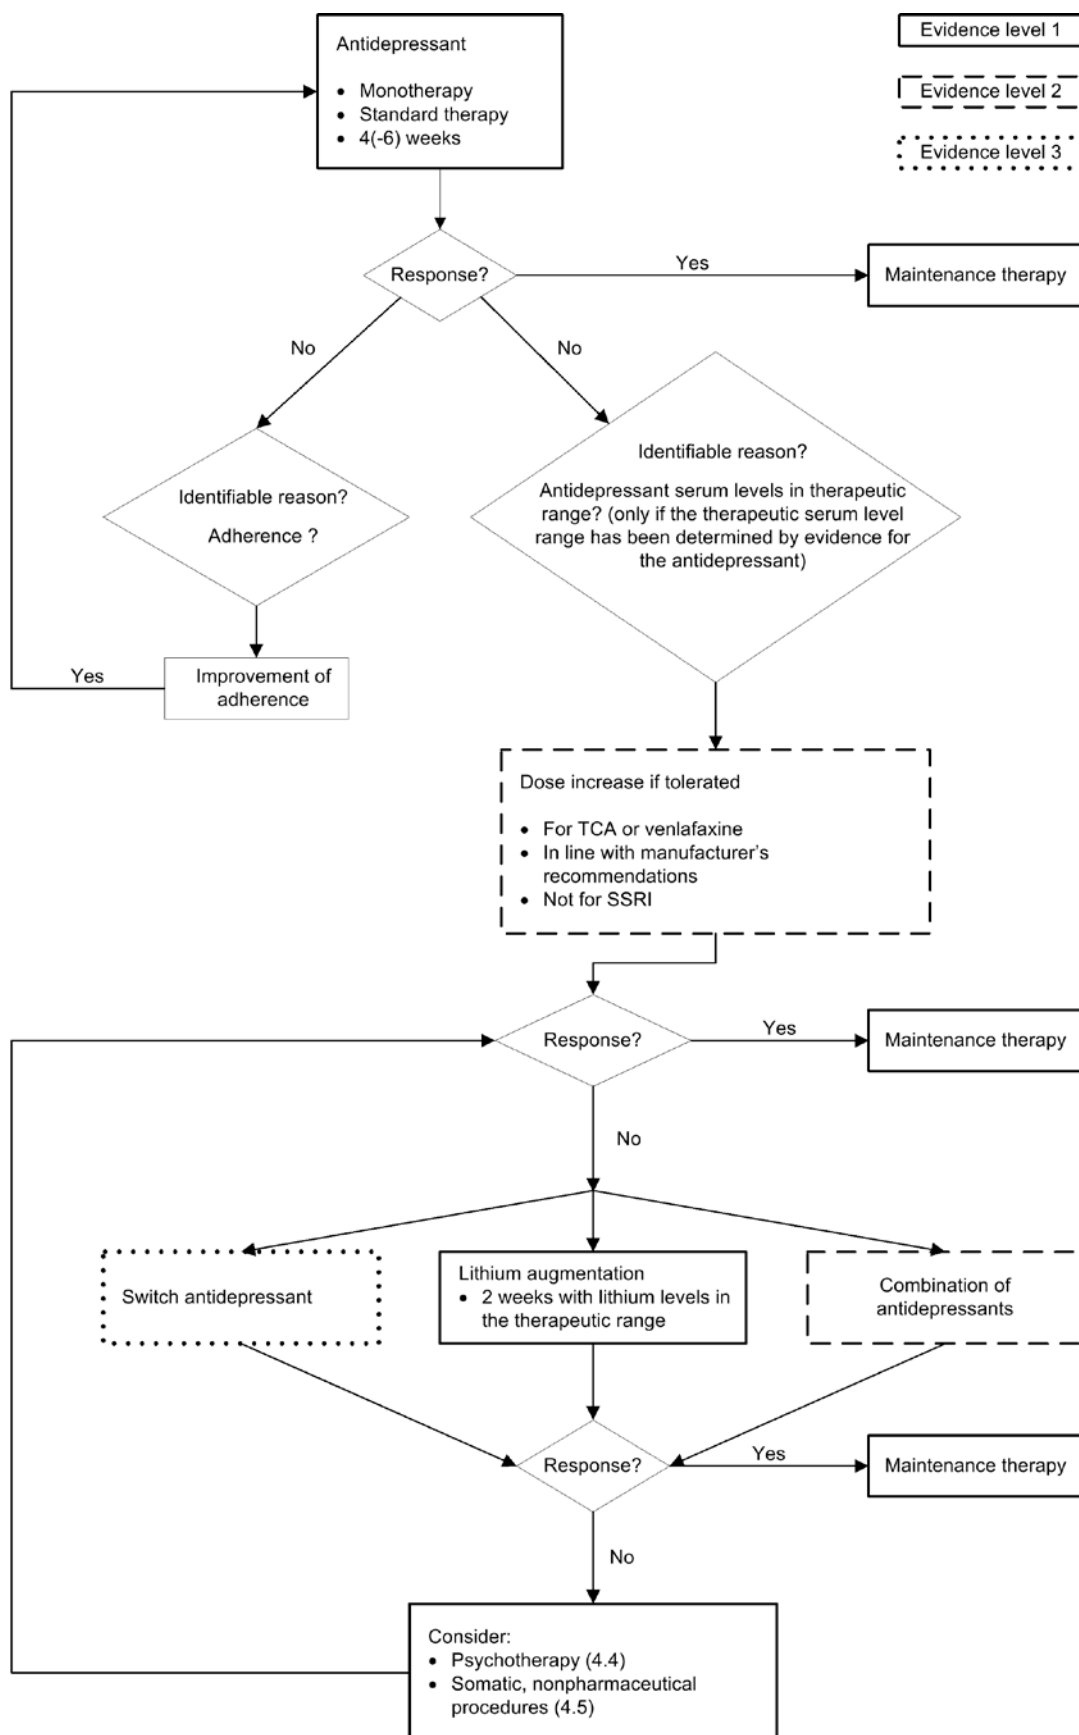 Antidepressant
• Monotherapy
• Standard therapy
• 4(-6) weeks
Evidence level 1
Evidence level 2
Evidence level 3
Response?
Yes
Maintenance therapy
No
No
Identifiable reason?
Adherence ?
Identifiable reason?
Antidepressant serum levels in therapeutic
range? (only if the therapeutic serum level
range has been determined by evidence for
the antidepressant)
Yes
Improvement of
adherence
Dose increase if tolerated
• For TCA or venlafaxine
• In line with manufacturer's
recommendations
• Not for SSRI
Response?
Yes
Maintenance therapy
No
Switch antidepressant
Lithium augmentation
• 2 weeks with lithium levels in
the therapeutic range
Combination of
antidepressants
Response?
Yes
Maintenance therapy
No
Consider:
• Psychotherapy (4.4)
• Somatic, nonpharmaceutical
procedures (4.5)